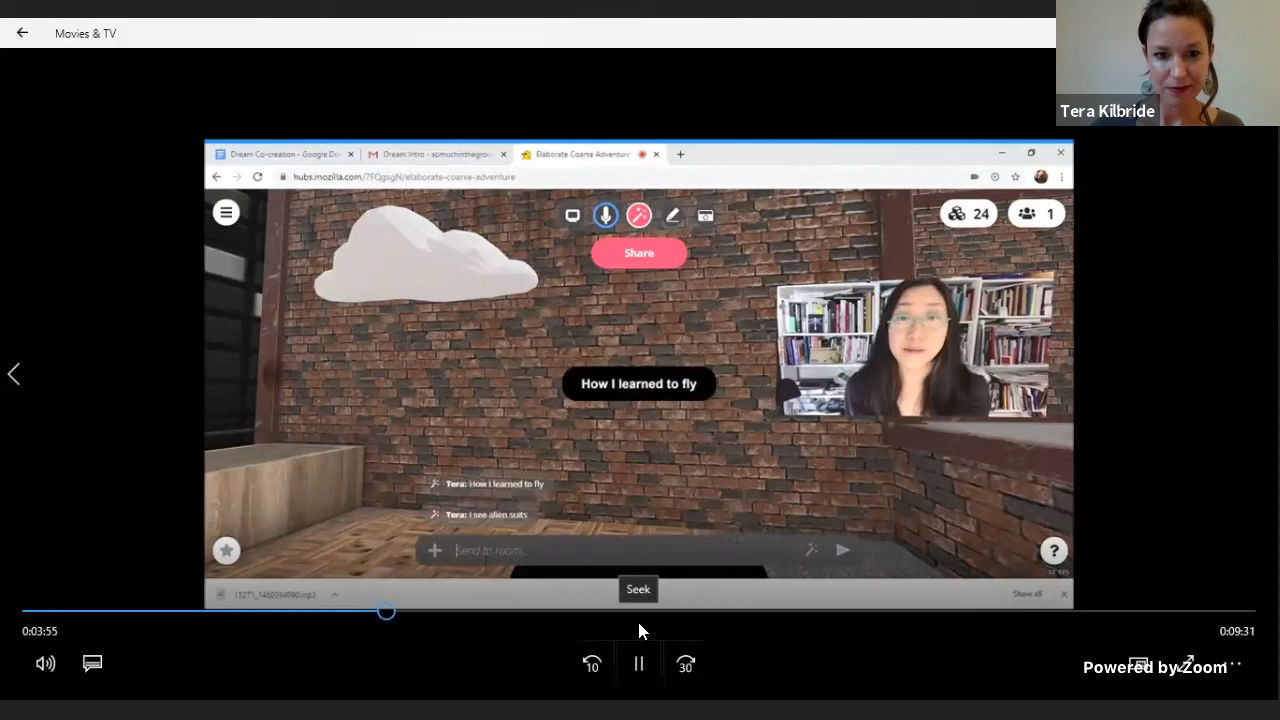 Movies & TV
Tera Kilbride
Dream Co-creation - Google Do
Dream Intro - somuchinthegrou
Elaborate Coarse Adventure
hubs.mozilla.com/7FQgsgN/elaborate-coarse-adventure
24
1
Share
How I learned to fly
Tera: How I learned to fly
Tera: I see alien suits
Send to room...
?
Show all
Seek
0:03:55
0:09:31
10
30
Powered by Zoom